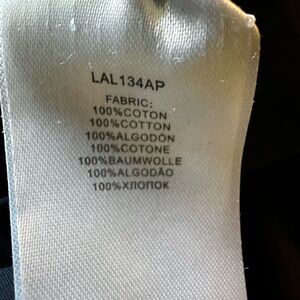 LAL134AP
FABRIC:
100%COTON
100%COTTON
100%ALGODÓN
100%COTONE
100%BAUMWOLLE
100%ALGODÃO
100%ХЛОПОК